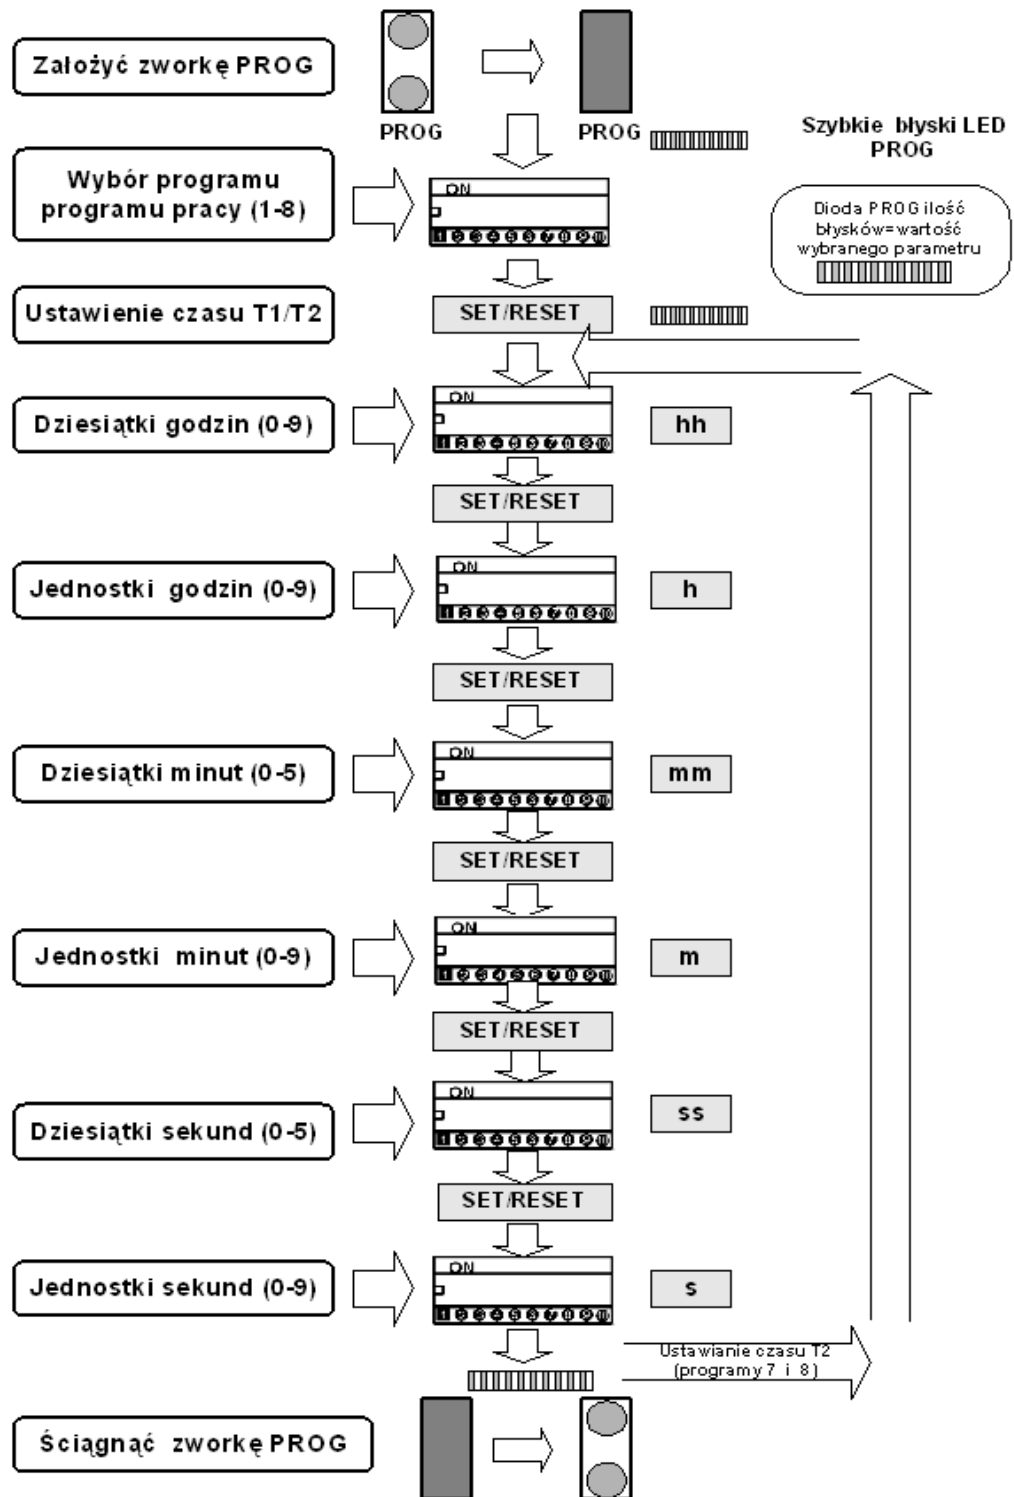 Założyć zworkę PROG
PROG
PROG
Szybkie błyski LED
PROG
Wybór programu
programu pracy (1-8)
ON
Dioda PROG ilość
błysków=wartość
wybranego parametru
Ustawienie czasu T1/T2
SET/RESET
Dziesiątki godzin (0-9)
ON
hh
SET/RESET
Jednostki godzin (0-9)
ON
h
SET/RESET
Dziesiątki minut (0-5)
ON
mm
SET/RESET
Jednostki minut (0-9)
ON
m
SET/RESET
Dziesiątki sekund (0-5)
ON
ss
SET/RESET
Jednostki sekund (0-9)
ON
s
Ustawianie czasu T2
(programy 7 i 8)
Ściągnąć zworkę PROG